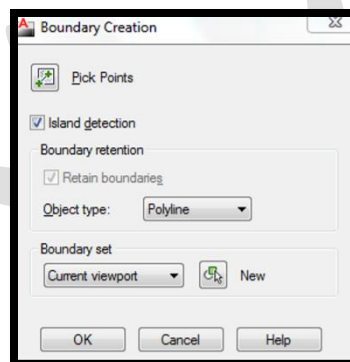 Boundary Creation
Pick Points
Island detection
Boundary retention
Retain boundaries
Object type: Polyline
Boundary set
Current viewport New
OK Cancel Help